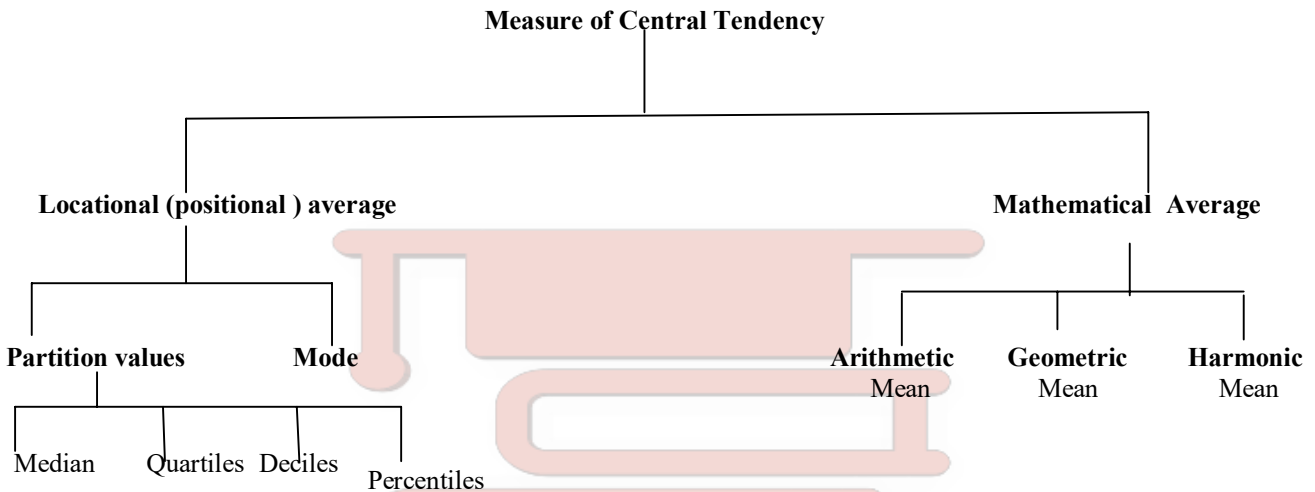 Measure of Central Tendency
Locational (positional ) average
Mathematical Average
Partition values
Mode
Arithmetic
Mean
Geometric
Mean
Harmonic
Mean
Median
Quartiles
Deciles
Percentiles